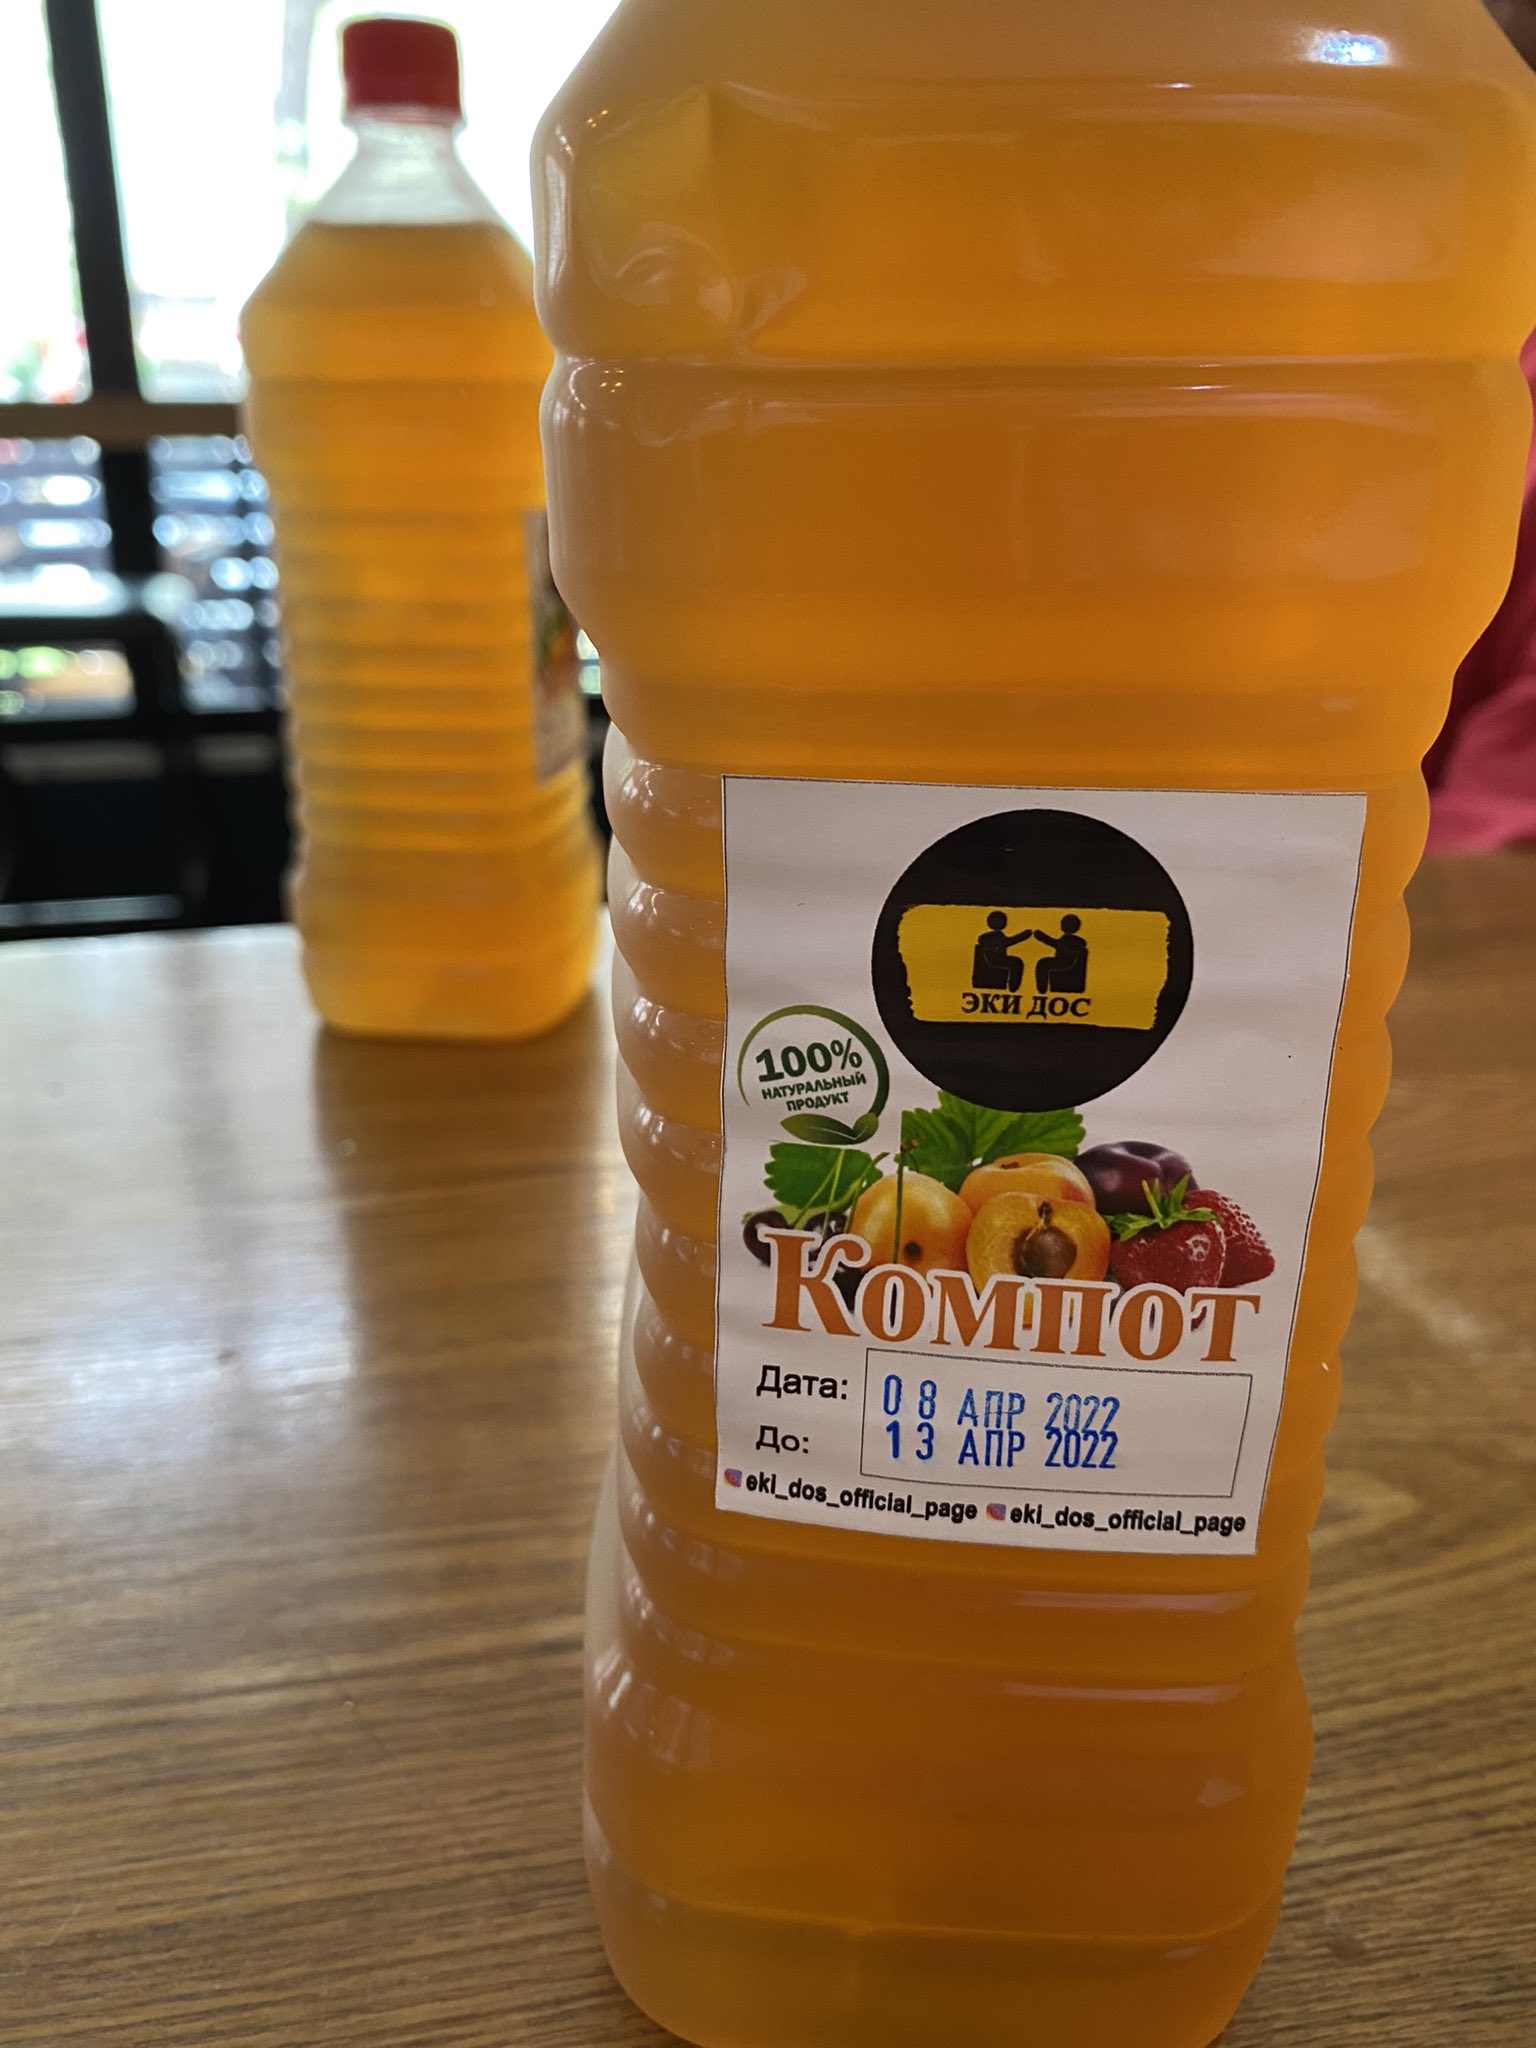 ЭКИ ДОС
100%
НАТУРАЛЬНЫЙ
ПРОДУКТ
Компот
Дата: 08 АПР 2022
До: 13 АПР 2022
eki_dos_official_page eki_dos_official_page